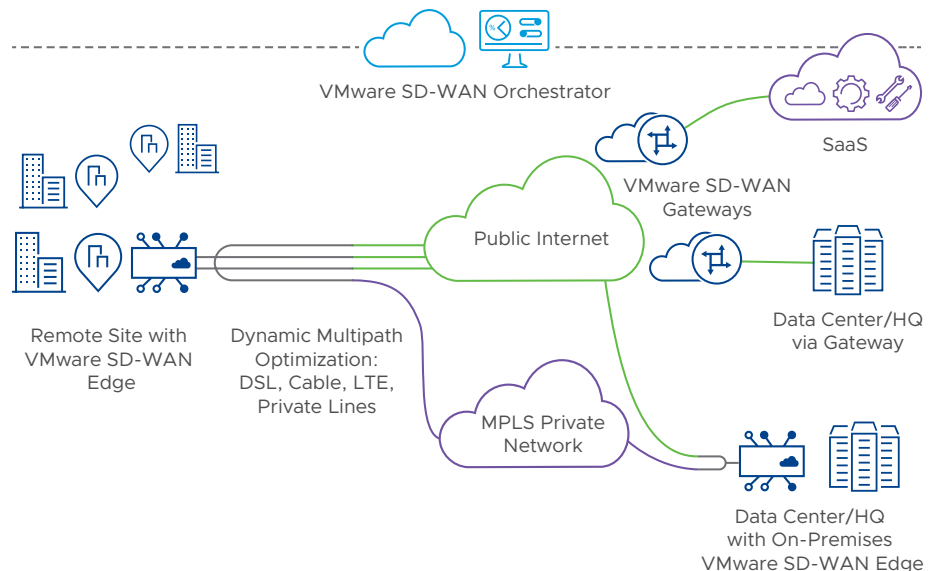 VMware SD-WAN Orchestrator
SaaS
VMware SD-WAN
Gateways
Public Internet
Remote Site with
VMware SD-WAN
Edge
Dynamic Multipath
Optimization:
DSL, Cable, LTE,
Private Lines
Data Center/HQ
via Gateway
MPLS Private
Network
Data Center/HQ
with On-Premises
VMware SD-WAN Edge